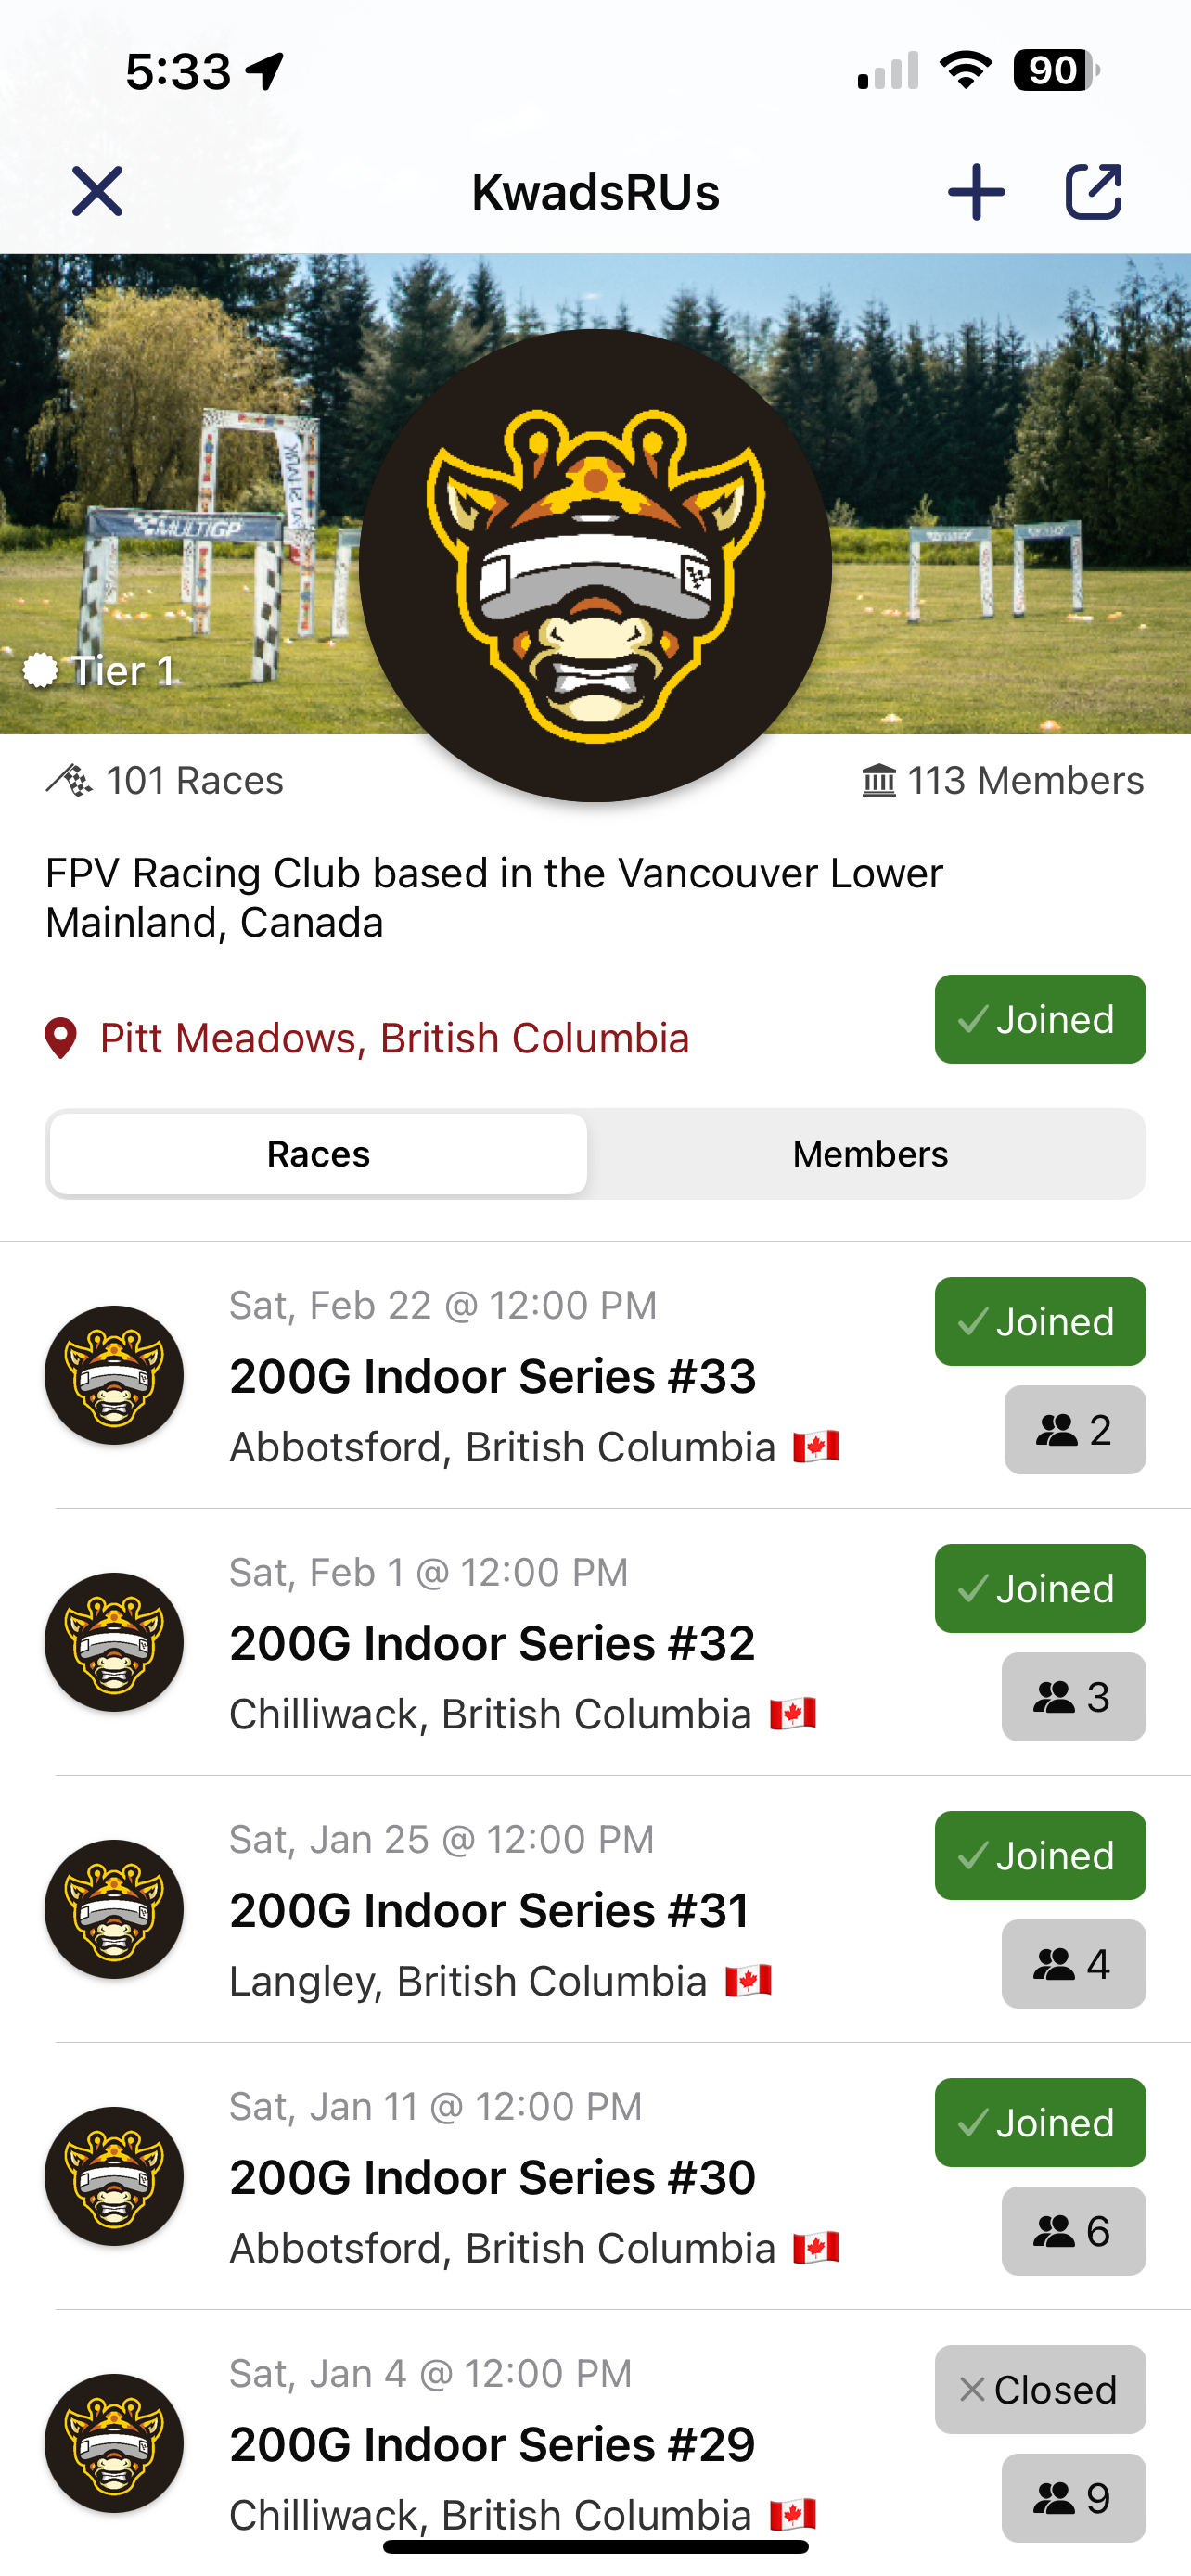 5:33
90
KwadsRUs
MULTIGP
Tier 1
101 Races
113 Members
FPV Racing Club based in the Vancouver Lower
Mainland, Canada
Pitt Meadows, British Columbia
Joined
Races
Members
Sat, Feb 22 @ 12:00 PM
Joined
200G Indoor Series #33
2
Abbotsford, British Columbia
Sat, Feb 1 @ 12:00 PM
Joined
200G Indoor Series #32
3
Chilliwack, British Columbia
Sat, Jan 25 @ 12:00 PM
Joined
200G Indoor Series #31
4
Langley, British Columbia
Sat, Jan 11 @ 12:00 PM
Joined
200G Indoor Series #30
6
Abbotsford, British Columbia
Sat, Jan 4 @ 12:00 PM
Closed
200G Indoor Series #29
9
Chilliwack, British Columbia